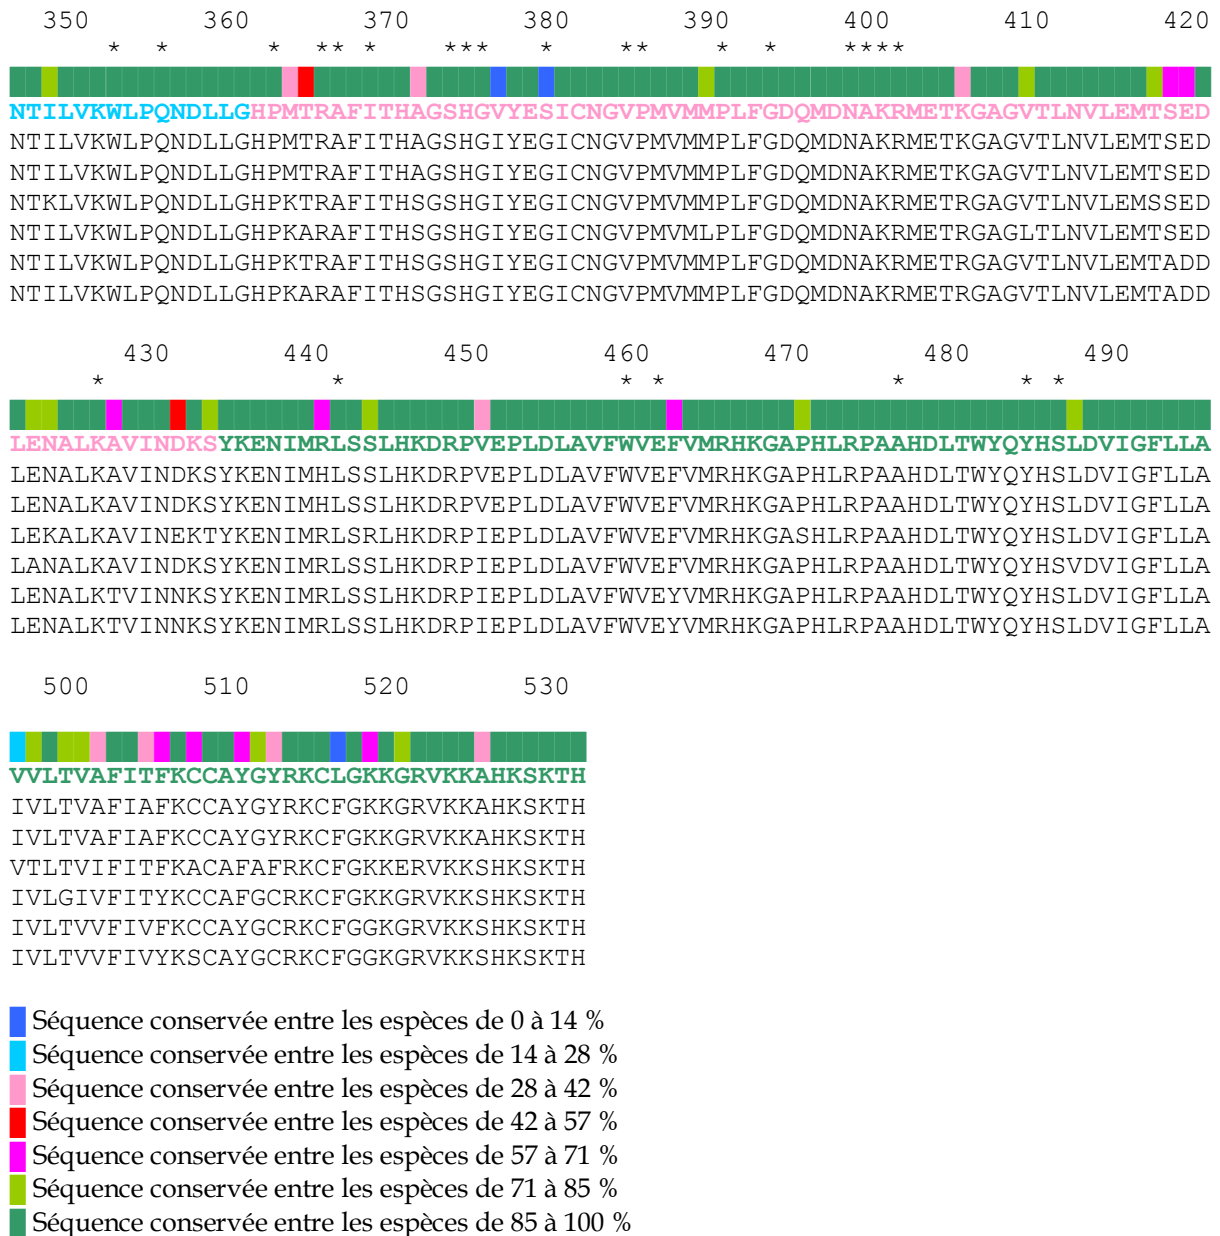 350 360 370 380 390 400 410 420
* * * * * * * * * * * * * * * * * *
NTILVKWLPQNDLLGHPMTRAFITHAGSHGVYESICNGVPMVMMPLFGDQMDNAKRMETKGAGVTLNVLEMTSED
NTILVKWLPQNDLLGHPMTRAFITHAGSHGIYEGICNGVPMVMMPLFGDQMDNAKRMETKGAGVTLNVLEMTSED
NTILVKWLPQNDLLGHPMTRAFITHAGSHGIYEGICNGVPMVMMPLFGDQMDNAKRMETKGAGVTLNVLEMTSED
NTKLVKWLPQNDLLGHPKTRAFITHSGSHGIYEGICNGVPMVMMPLFGDQMDNAKRMETRGAGVTLNVLEMSSED
NTILVKWLPQNDLLGHPKARAFITHSGSHGIYEGICNGVPMVMLPLFGDQMDNAKRMETRGAGLTLNVLEMTSED
NTILVKWLPQNDLLGHPKTRAFITHSGSHGIYEGICNGVPMVMMPLFGDQMDNAKRMETRGAGVTLNVLEMTADD
NTILVKWLPQNDLLGHPKARAFITHSGSHGIYEGICNGVPMVMMPLFGDQMDNAKRMETRGAGVTLNVLEMTADD
430 440 450 460 470 480 490
* * * * * * *
LENALKAVINDKSYKENIMRLSSLHKDRPVEPLDLAVFWVEFVMRHKGAPHLRPAAHDLTWYQYHSLDVIGFLLA
LENALKAVINDKSYKENIMHLSSLHKDRPVEPLDLAVFWVEFVMRHKGAPHLRPAAHDLTWYQYHSLDVIGFLLA
LENALKAVINDKSYKENIMHLSSLHKDRPVEPLDLAVFWVEFVMRHKGAPHLRPAAHDLTWYQYHSLDVIGFLLA
LEKALKAVINEKTYKENIMRLSRLHKDRPIEPLDLAVFWVEFVMRHKGASHLRPAAHDLTWYQYHSLDVIGFLLA
LANALKAVINDKSYKENIMRLSSLHKDRPIEPLDLAVFWVEFVMRHKGAPHLRPAAHDLTWYQYHSVDVIGFLLA
LENALKTVINNKSYKENIMRLSSLHKDRPIEPLDLAVFWVEYVMRHKGAPHLRPAAHDLTWYQYHSLDVIGFLLA
LENALKTVINNKSYKENIMRLSSLHKDRPIEPLDLAVFWVEYVMRHKGAPHLRPAAHDLTWYQYHSLDVIGFLLA
500 510 520 530
VVLTVAFITFKCCAYGYRKCLGKKGRVKKAHKSKTH
IVLTVAFIAFKCCAYGYRKCFGKKGRVKKAHKSKTH
IVLTVAFIAFKCCAYGYRKCFGKKGRVKKAHKSKTH
VTLTVIFITFKACAFAFRKCFGKKERVKKSHKSKTH
IVLGIVFITYKCCAFGCRKCFGKKGRVKKSHKSKTH
IVLTVVFIVFKCCAYGCRKCFGGKGRVKKSHKSKTH
IVLTVVFIVYKSCAYGCRKCFGGKGRVKKSHKSKTH
Séquence conservée entre les espèces de 0 à 14 %
Séquence conservée entre les espèces de 14 à 28 %
Séquence conservée entre les espèces de 28 à 42 %
Séquence conservée entre les espèces de 42 à 57 %
Séquence conservée entre les espèces de 57 à 71 %
Séquence conservée entre les espèces de 71 à 85 %
Séquence conservée entre les espèces de 85 à 100 %